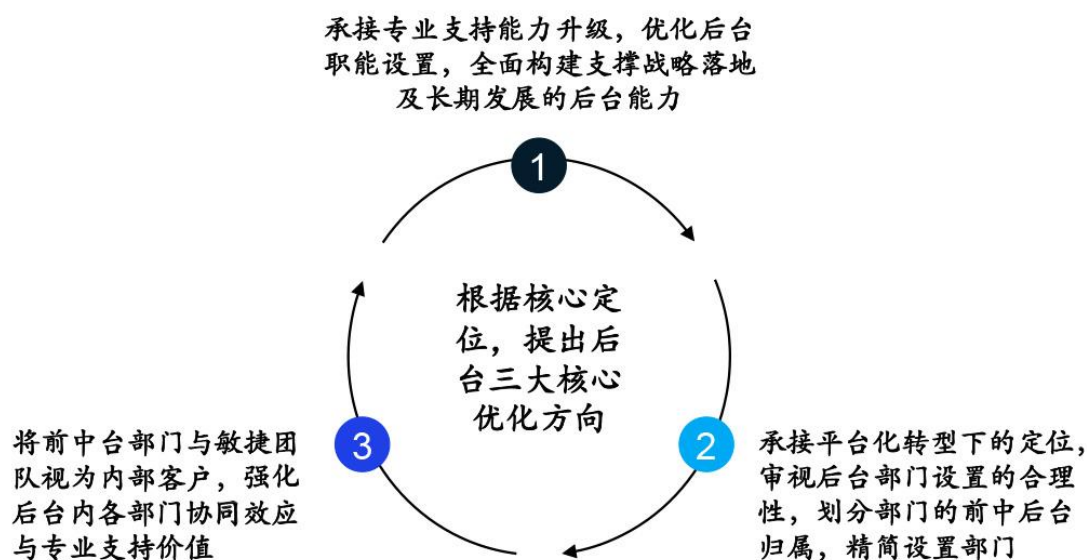 承接专业支持能力升级，优化后台
职能设置，全面构建支撑战略落地
及长期发展的后台能力
1
根据核心定
位，提出后
台三大核心
优化方向
3
将前中台部门与敏捷团
队视为内部客户，强化
后台内各部门协同效应
与专业支持价值
2
承接平台化转型下的定位，
审视后台部门设置的合理
性，划分部门的前中后台
归属，精简设置部门